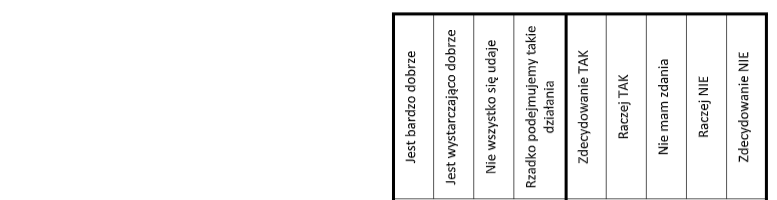 Jest bardzo dobrze
Jest wystarczająco dobrze
Nie wszystko się udaje
Rzadko podejmujemy takie
działania
Zdecydowanie TAK
Raczej TAK
Nie mam zdania
Raczej NIE
Zdecydowanie NIE